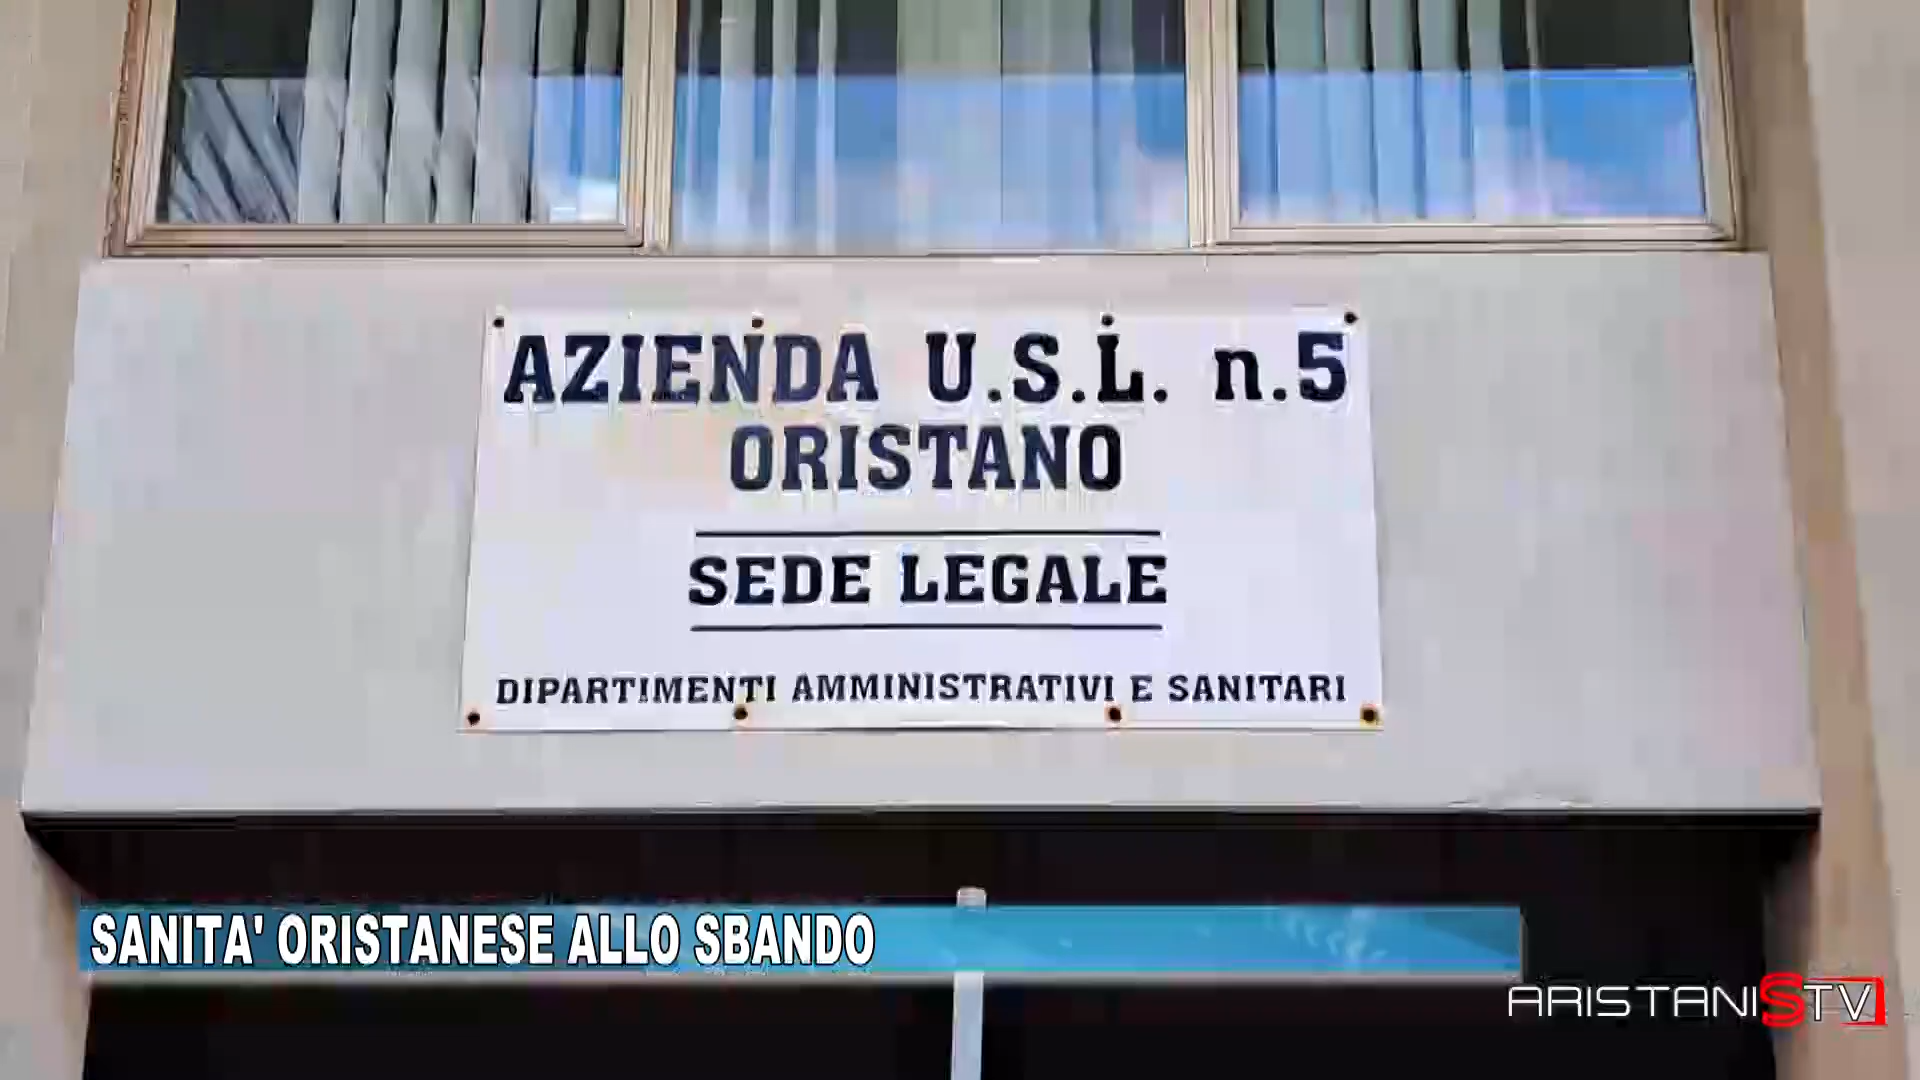 AZIENDA U.S.L. n.5
ORISTANO
SEDE LEGALE
DIPARTIMENTI AMMINISTRATIVI E SANITARI
SANITA' ORISTANESE ALLO SBANDO
ARISTANISTV